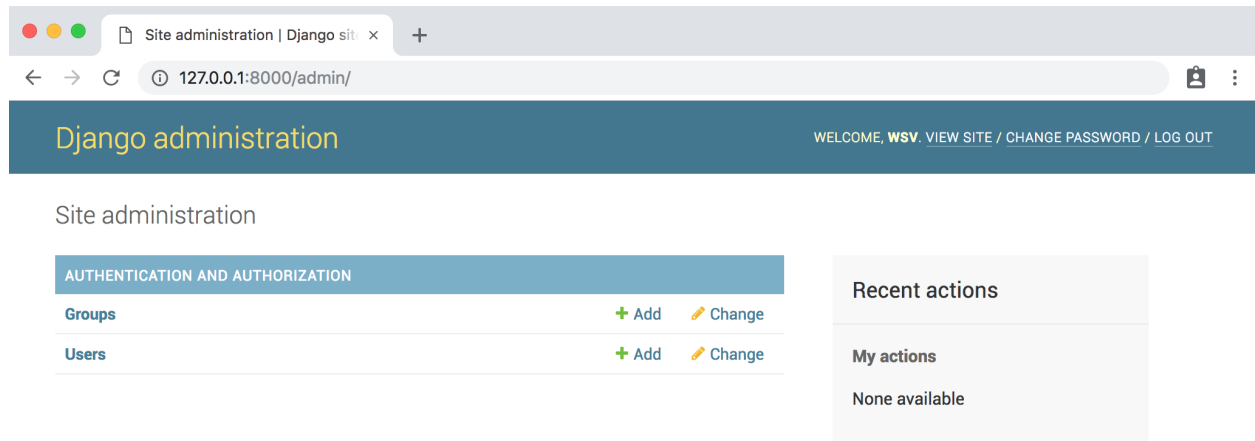 Site administration | Django sit
127.0.0.1:8000/admin/
Django administration
WELCOME, WSV. VIEW SITE / CHANGE PASSWORD / LOG OUT
Site administration
AUTHENTICATION AND AUTHORIZATION
Groups + Add Change
Users + Add Change
Recent actions
My actions
None available